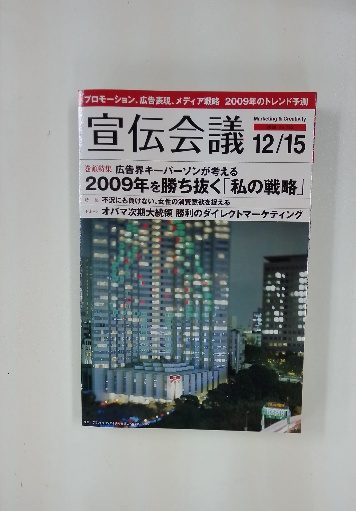 プロモーション、広告表現、メディア戦略 2009年のトレンド予測
宣伝会議
Marketing & Creativity
12/15
巻頭特集 広告界キーパーソンが考える
2009年を勝ち抜く「私の戦略」
不況にも負けない、女性の消費意欲を捉える
オバマ次期大統領 勝利のダイレクトマーケティング